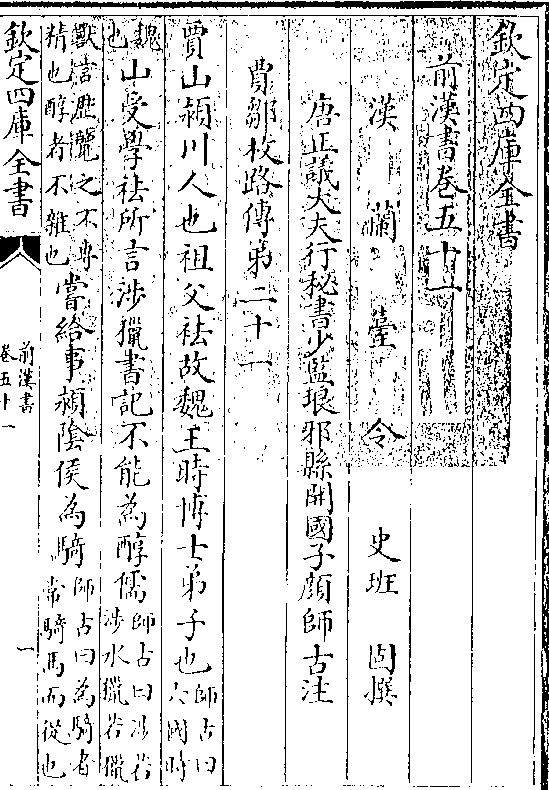 欽定四庫全書
前漢書卷五十一
漢蘭臺令史班固撰
唐正議大夫行秘書少監琅邪縣開國子顔師古注
賈鄒枚路傳第二十一
賈山潁川人也祖父袪故魏王時博士弟子也師古曰六國時
魏也山受學袪所言涉獵書記不能為醇儒師古曰涉若涉水獵若獵
獸言歴覽之不専精也醇者不雜也嘗給事潁隂侯為騎師古曰為騎者常騎馬而從也
欽定四庫全書
前漢書
卷五十一
一